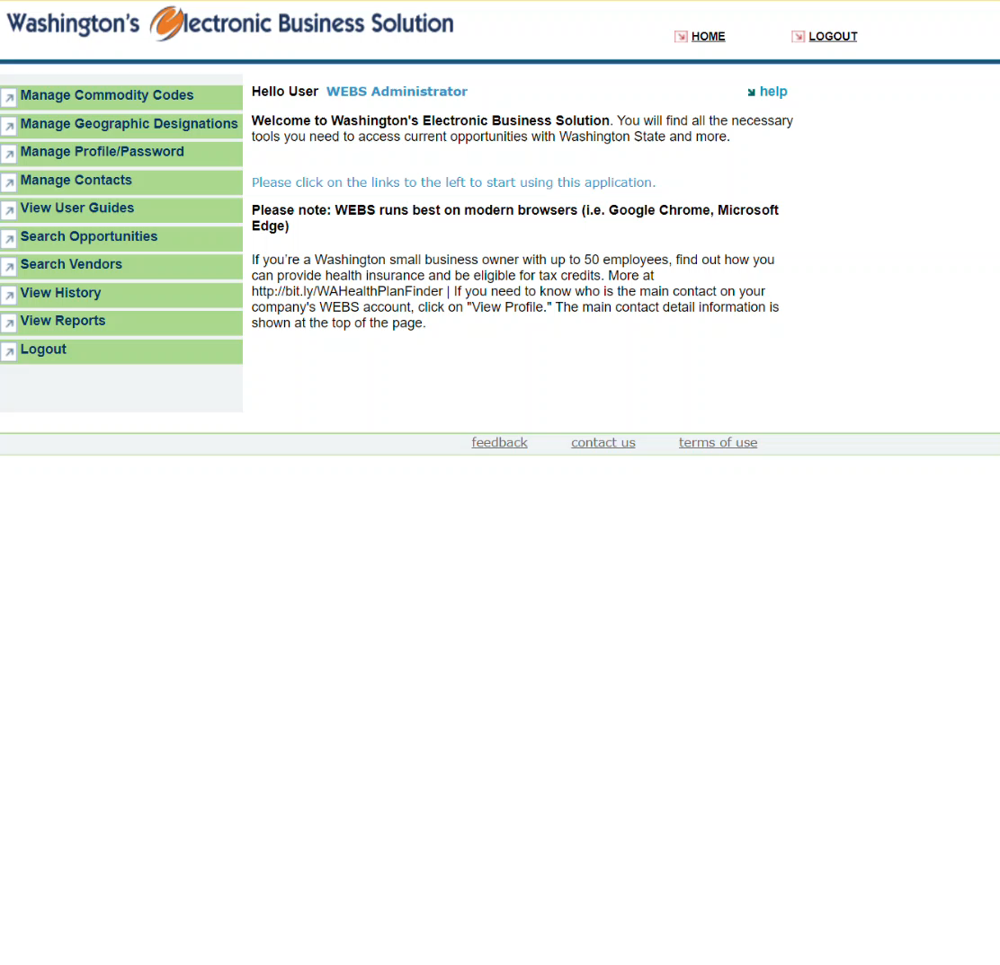 Washington's electronic Business Solution
HOME
LOGOUT
Manage Commodity Codes
Manage Geographic Designations
Manage Profile/Password
Manage Contacts
View User Guides
Search Opportunities
Search Vendors
View History
View Reports
Logout
Hello User WEBS Administrator
help
Welcome to Washington's Electronic Business Solution. You will find all the necessary
tools you need to access current opportunities with Washington State and more.
Please click on the links to the left to start using this application.
Please note: WEBS runs best on modern browsers (i.e. Google Chrome, Microsoft
Edge)
If you’re a Washington small business owner with up to 50 employees, find out how you
can provide health insurance and be eligible for tax credits. More at
http://bit.ly/WAHealthPlanFinder | If you need to know who is the main contact on your
company's WEBS account, click on "View Profile." The main contact detail information is
shown at the top of the page.
feedback
contact us
terms of use